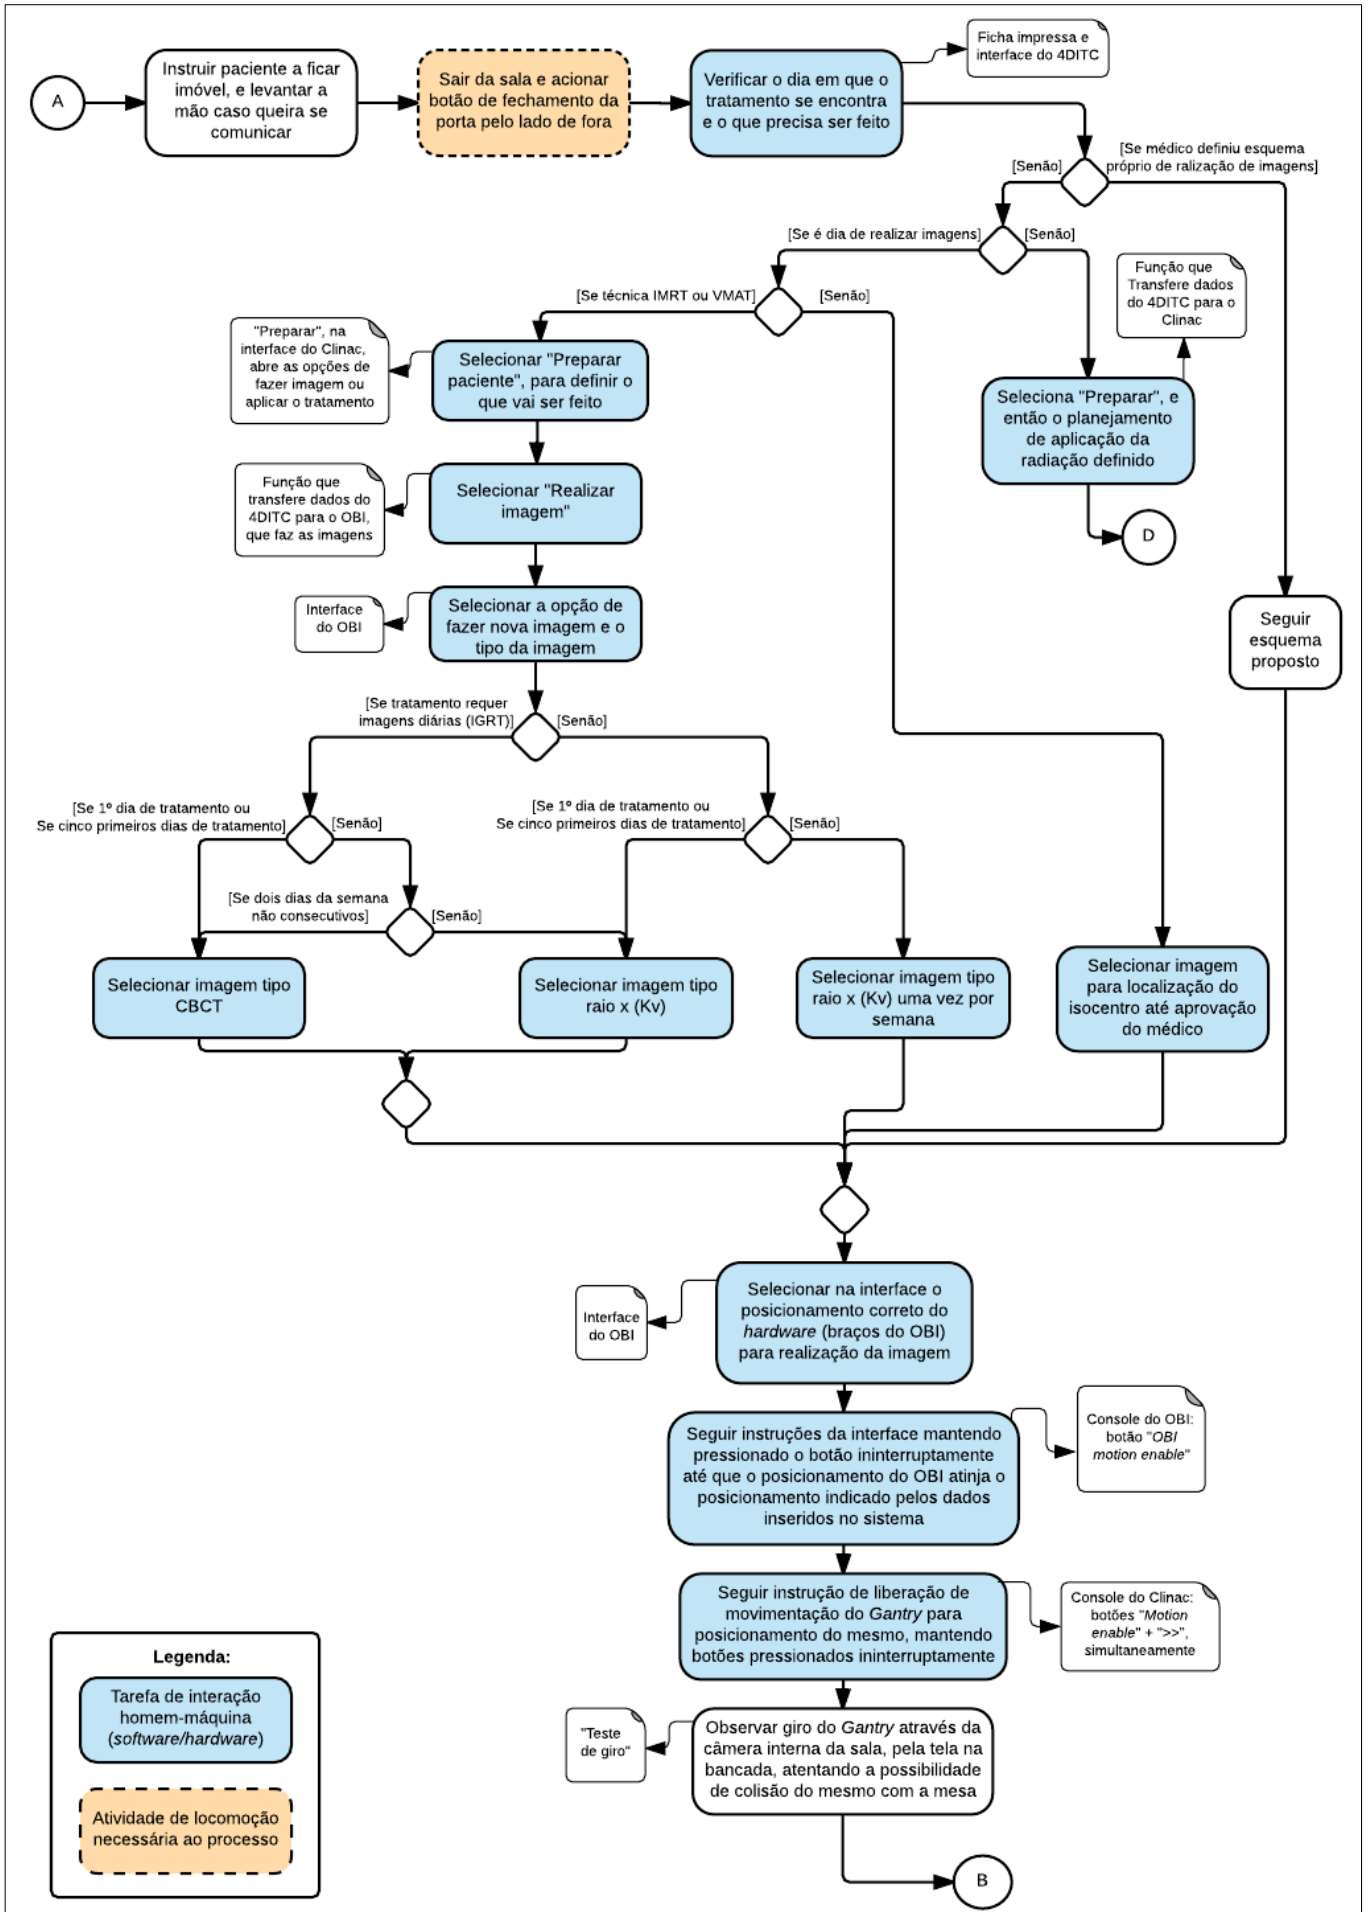 A
Instruir paciente a ficar
imóvel, e levantar a
mão caso queira se
comunicar
Sair da sala e acionar
botão de fechamento da
porta pelo lado de fora
Verificar o dia em que o
tratamento se encontra
e o que precisa ser feito
Ficha impressa e
interface do 4DITC
[Senão]
[Se médico definiu esquema
próprio de ralização de imagens]
[Se é dia de realizar imagens]
[Senão]
[Se técnica IMRT ou VMAT]
[Senão]
Função que
Transfere dados
do 4DITC para o
Clinac
"Preparar", na
interface do Clinac,
abre as opções de
fazer imagem ou
aplicar o tratamento
Selecionar "Preparar
paciente", para definir o
que vai ser feito
Seleciona "Preparar", e
então o planejamento
de aplicação da
radiação definido
D
Função que
transfere dados do
4DITC para o OBI,
que faz as imagens
Selecionar "Realizar
imagem"
Interface
do OBI
Selecionar a opção de
fazer nova imagem e o
tipo da imagem
Seguir
esquema
proposto
[Se tratamento requer
imagens diárias (IGRT)]
[Senão]
[Se 1º dia de tratamento ou
Se cinco primeiros dias de tratamento]
[Senão]
[Se 1º dia de tratamento ou
Se cinco primeiros dias de tratamento]
[Senão]
[Se dois dias da semana
não consecutivos]
[Senão]
Selecionar imagem tipo
CBCT
Selecionar imagem tipo
raio x (Kv)
Selecionar imagem tipo
raio x (Kv) uma vez por
semana
Selecionar imagem
para localização do
isocentro até aprovação
do médico
Interface
do OBI
Selecionar na interface o
posicionamento correto do
hardware (braços do OBI)
para realização da imagem
Seguir instruções da interface mantendo
pressionado o botão ininterruptamente
até que o posicionamento do OBI atinja o
posicionamento indicado pelos dados
inseridos no sistema
Console do OBI:
botão "OBI
motion enable"
Seguir instrução de liberação de
movimentação do Gantry para
posicionamento do mesmo, mantendo
botões pressionados ininterruptamente
Console do Clinac:
botões "Motion
enable" + ">>",
simultaneamente
"Teste
de giro"
Observar giro do Gantry através da
câmera interna da sala, pela tela na
bancada, atentando a possibilidade
de colisão do mesmo com a mesa
B
Legenda:
Tarefa de interação
homem-máquina
(software/hardware)
Atividade de locomoção
necessária ao processo